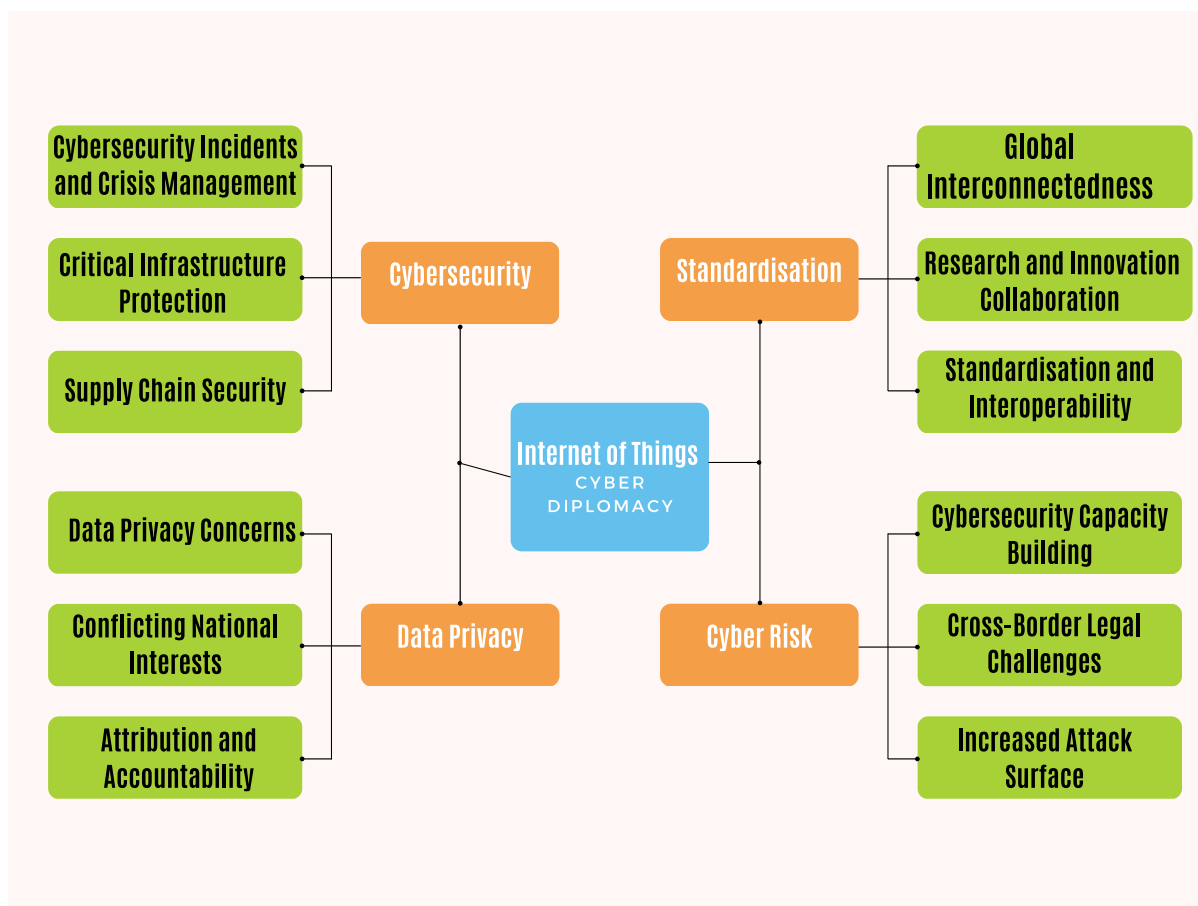 Cybersecurity Incidents
and Crisis Management
Critical Infrastructure
Protection
Supply Chain Security
Cybersecurity
Data Privacy Concerns
Conflicting National
Interests
Attribution and
Accountability
Data Privacy
Internet of Things
CYBER
DIPLOMACY
Standardisation
Global
Interconnectedness
Research and Innovation
Collaboration
Standardisation and
Interoperability
Cyber Risk
Cybersecurity Capacity
Building
Cross-Border Legal
Challenges
Increased Attack
Surface